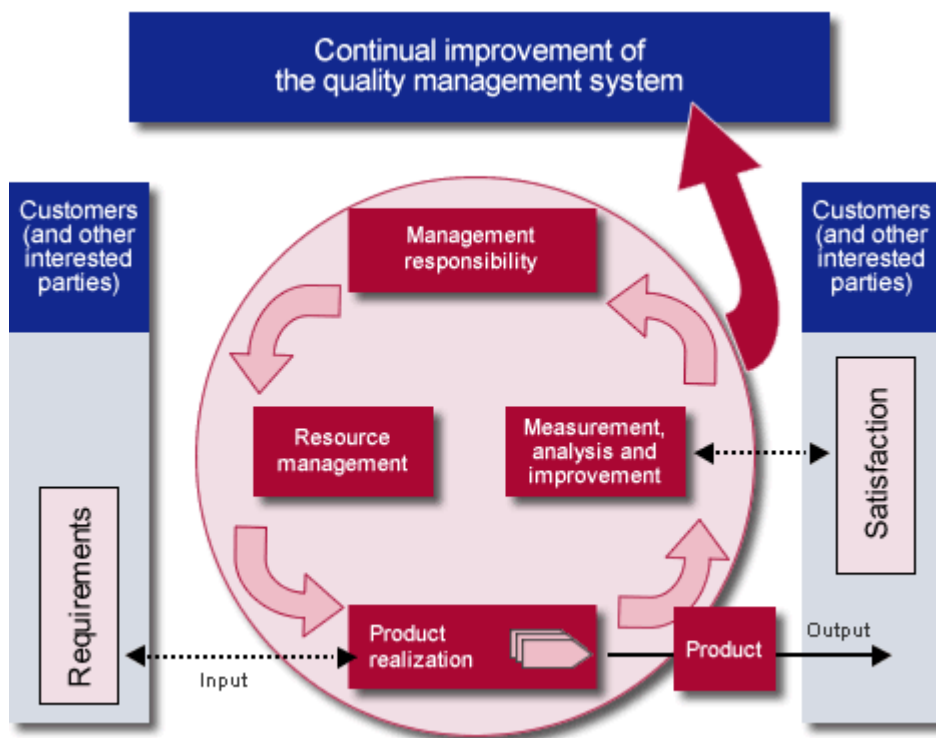 Continual improvement of
the quality management system
Customers
(and other
interested
parties)
Customers
(and other
interested
parties)
Management
responsibility
Resource
management
Measurement,
analysis and
improvement
Satisfaction
Requirements
Product
realization
Product
Output
Input